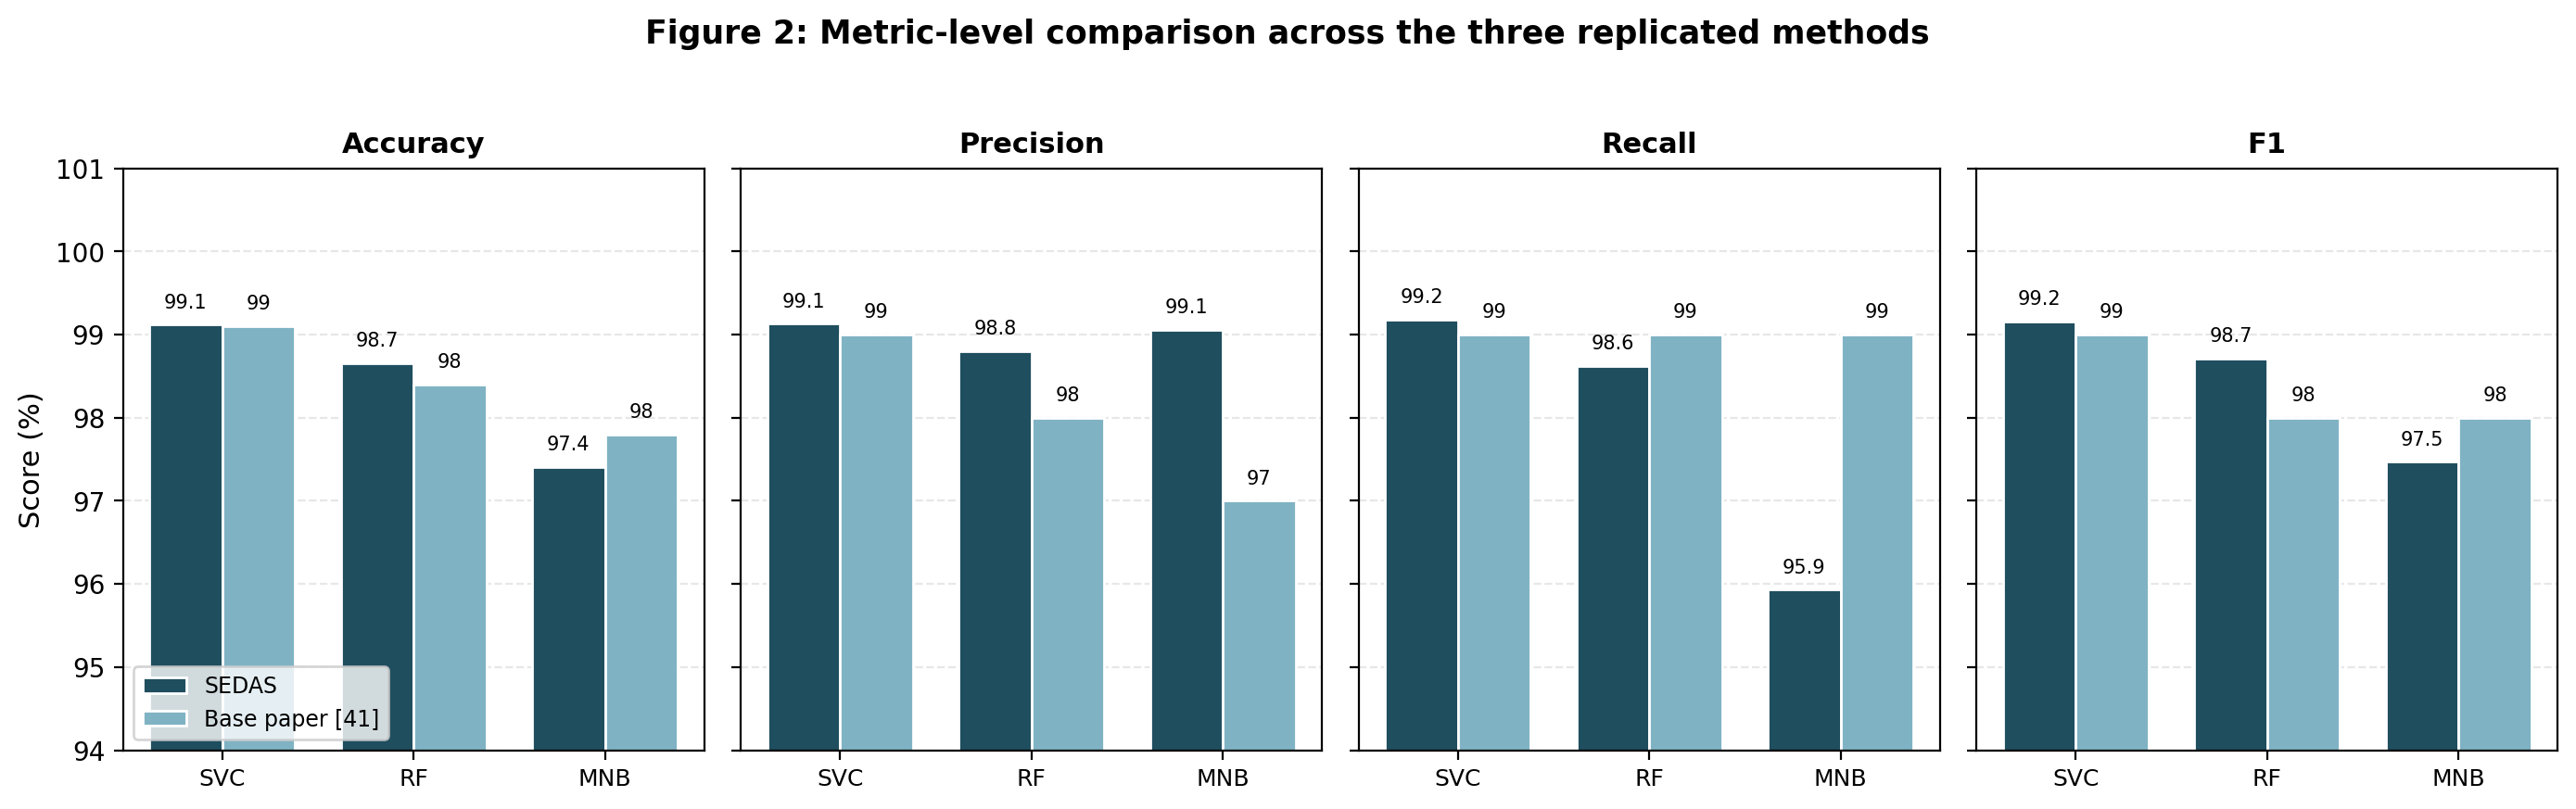 Figure 2: Metric-level comparison across the three replicated methods
Accuracy
Score (%)
101
100
99
98
97
96
95
94
99.1
99
98.7
98
97.4
98
SEDAS
Base paper [41]
SVC
RF
MNB
Precision
99.1
99
98.8
98
99.1
97
SVC
RF
MNB
Recall
99.2
99
98.6
99
95.9
99
SVC
RF
MNB
F1
99.2
99
98.7
98
97.5
98
SVC
RF
MNB